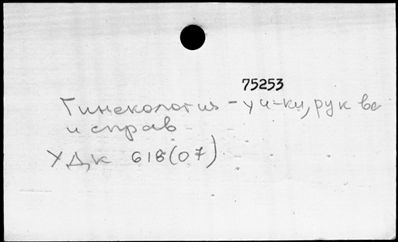 75253
Гинекология - уч-ки, рук ва
и справ
УДК 618(07)